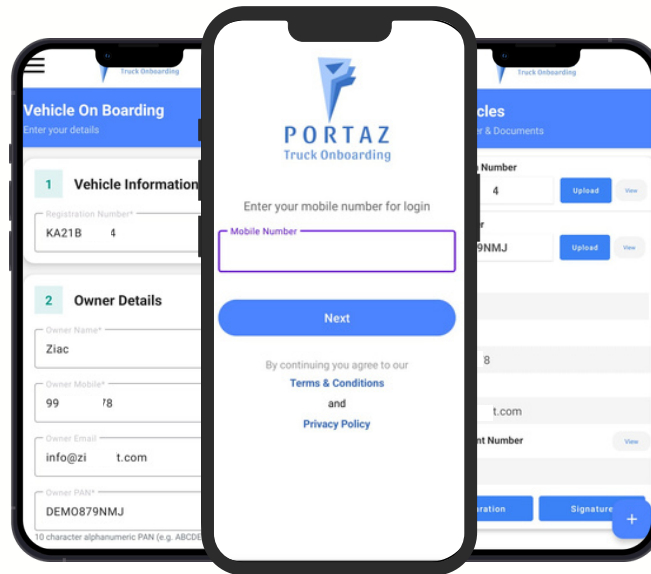 Truck Onboarding
Vehicle On Boarding
Enter your details
1 Vehicle Information
Registration Number*
KA21B 4
2 Owner Details
Owner Name*
Ziac
Owner Mobile*
99 78
Owner Email
info@zi t.com
Owner PAN*
DEMO879NMJ
10 character alphanumeric PAN (e.g. ABCDE
PORTAZ
Truck Onboarding
Enter your mobile number for login
Mobile Number
Next
By continuing you agree to our
Terms & Conditions
and
Privacy Policy
Truck Onboarding
cles
er & Documents
n Number
4 Upload View
r
9NMJ Upload View
8
t.com
nt Number View
ration Signature
+